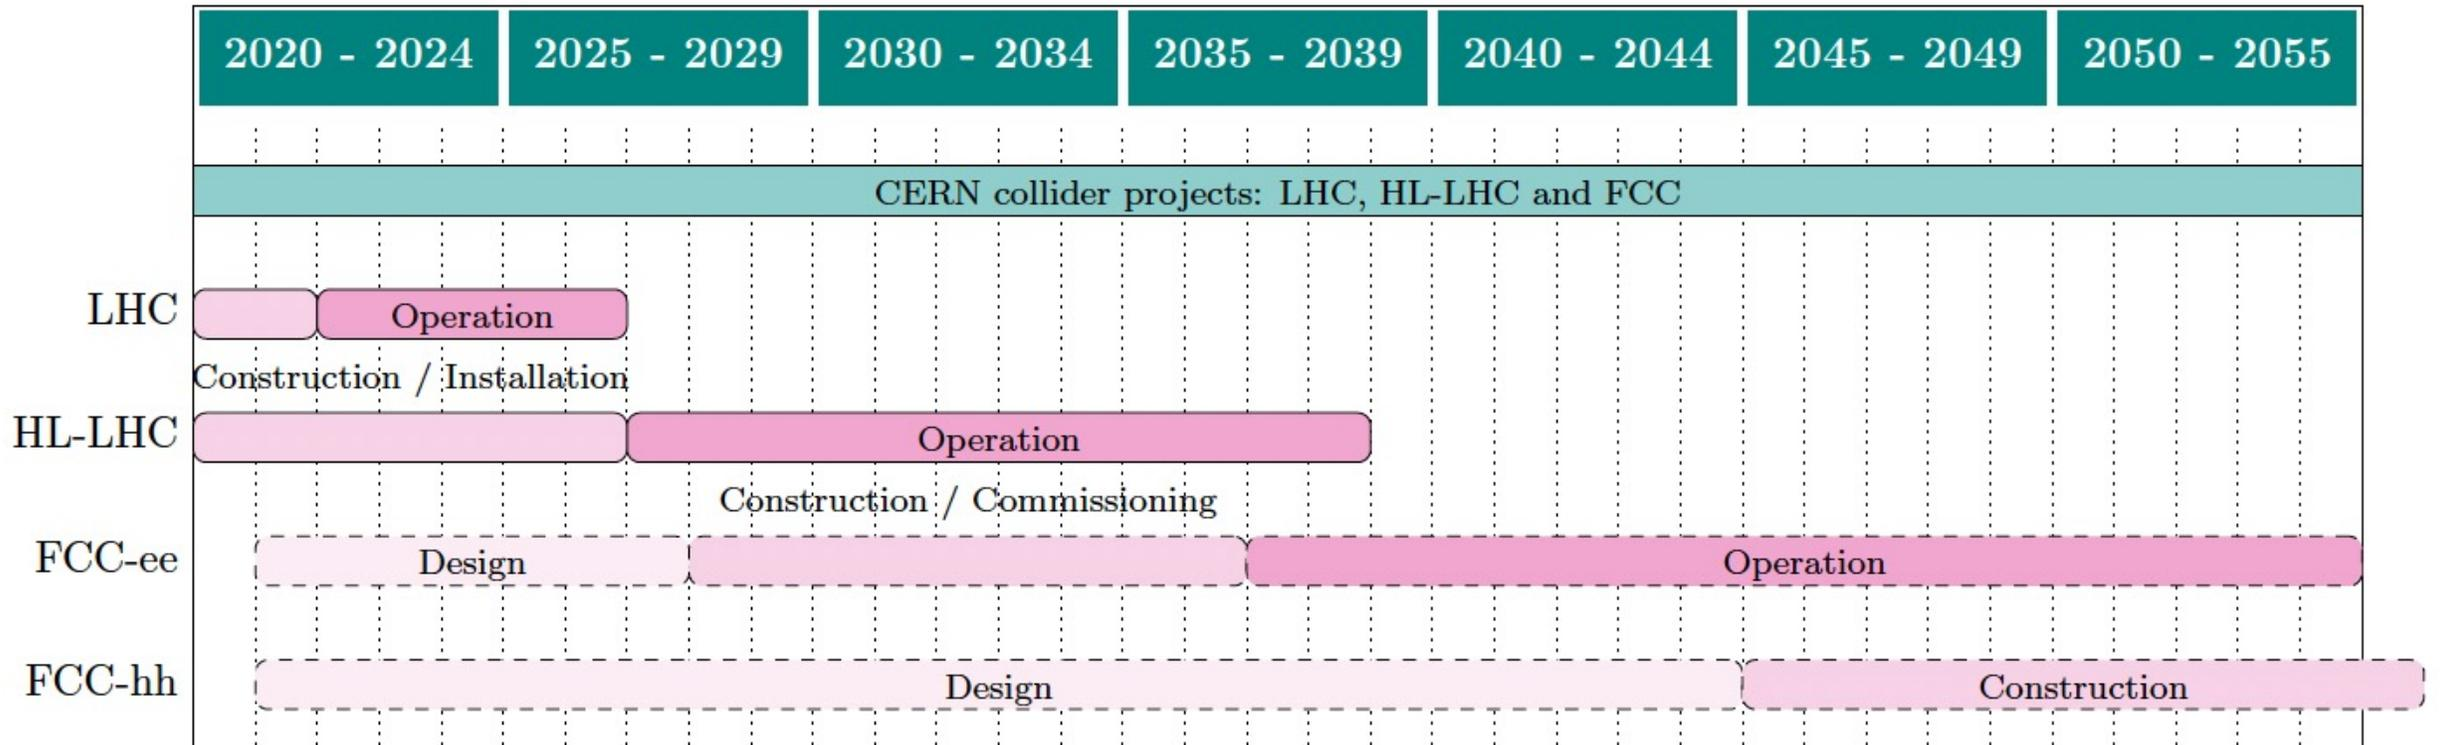 2020 - 2024 2025 - 2029 2030 - 2034 2035 - 2039 2040 - 2044 2045 - 2049 2050 - 2055
CERN collider projects: LHC, HL-LHC and FCC
LHC Operation
Construction / Installation
HL-LHC Operation
Construction / Commissioning
FCC-ee Design Operation
FCC-hh Design Construction